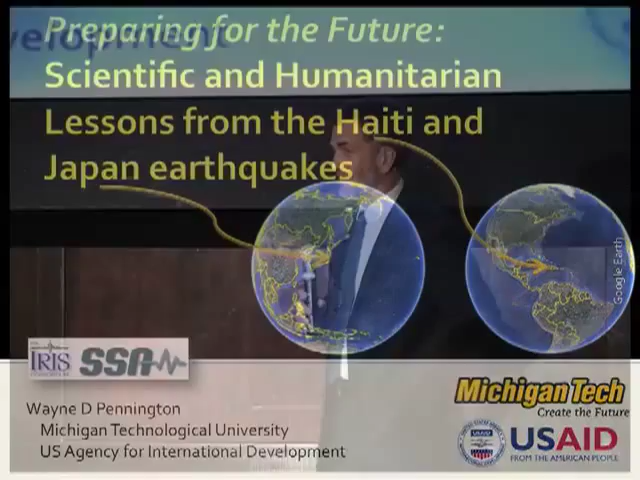 velopment
Preparing for the Future:
Scientific and Humanitarian
Lessons from the Haiti and
Japan earthquakes
Google Earth
IRIS
SSA
Wayne D Pennington
Michigan Technological University
US Agency for International Development
Michigan Tech
Create the Future
USAID
FROM THE AMERICAN PEOPLE